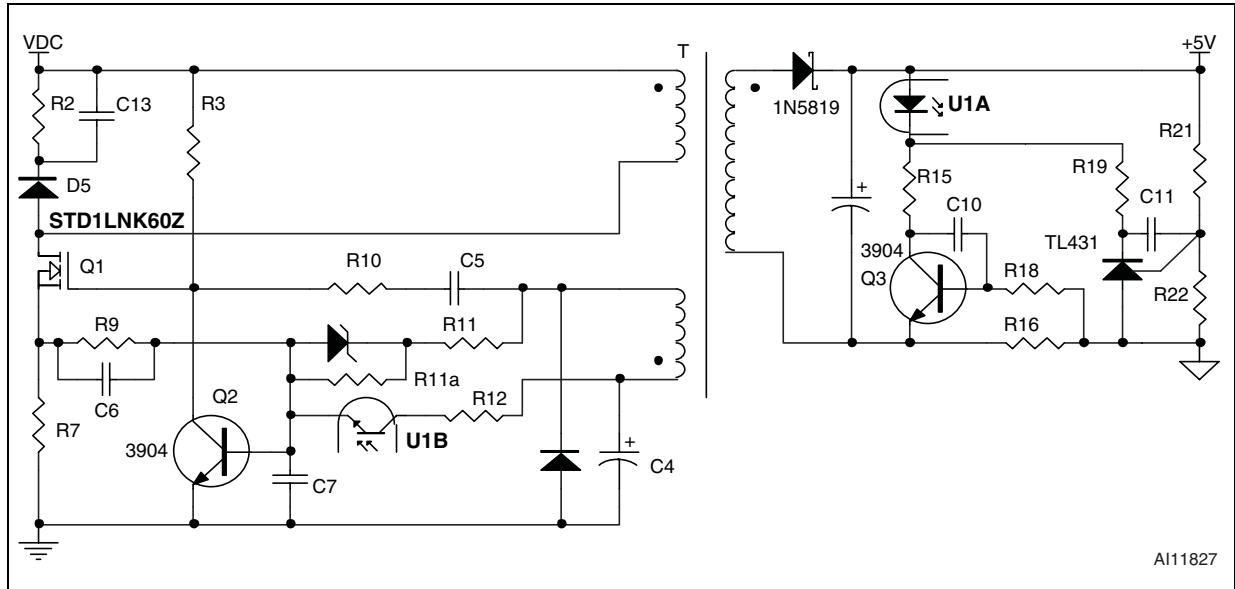 VDC
T
+5V
R2
C13
R3
1N5819
U1A
R21
D5
R15
R19
C11
STD1LNK60Z
C10
TL431
Q1
R10
C5
3904
Q3
R18
R22
R9
R11
+
R16
C6
R11a
Q2
R12
R7
3904
U1B
+
C4
C7
AI11827